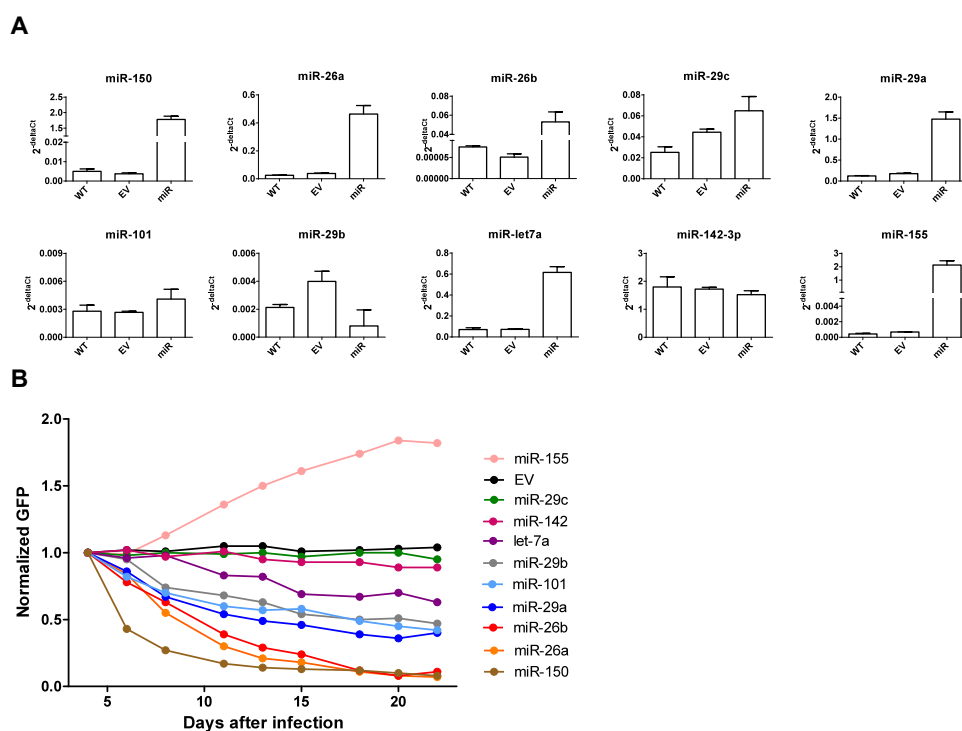 A
miR-150
miR-26a
miR-26b
miR-29c
miR-29a
2^-deltaCt
2.5
2.0
1.5
1.0
0.02
0.01
0.00
WT
EV
miR
2^-deltaCt
0.6
0.4
0.2
0.0
WT
EV
miR
2^-deltaCt
0.08
0.06
0.04
0.00005
0.00000
WT
EV
miR
2^-deltaCt
0.08
0.06
0.04
0.02
0.00
WT
EV
miR
2^-deltaCt
2.0
1.5
1.0
0.5
0.0
WT
EV
miR
miR-101
miR-29b
miR-let7a
miR-142-3p
miR-155
2^-deltaCt
0.009
0.006
0.003
0.000
WT
EV
miR
2^-deltaCt
0.006
0.004
0.002
0.000
WT
EV
miR
2^-deltaCt
0.8
0.6
0.4
0.2
0.0
WT
EV
miR
2^-deltaCt
3
2
1
0
WT
EV
miR
2^-deltaCt
3
2
1
0.004
0.002
0.000
WT
EV
miR
B
Normalized GFP
2.0
1.5
1.0
0.5
0.0
5
10
15
20
Days after infection
miR-155
EV
miR-29c
miR-142
let-7a
miR-29b
miR-101
miR-29a
miR-26b
miR-26a
miR-150